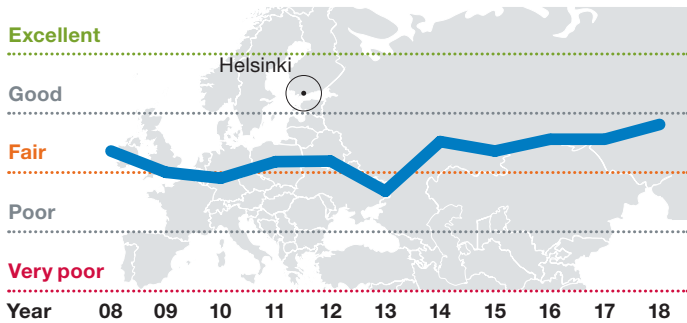 Excellent
Helsinki
Good
Fair
Poor
Very poor
Year 08 09 10 11 12 13 14 15 16 17 18